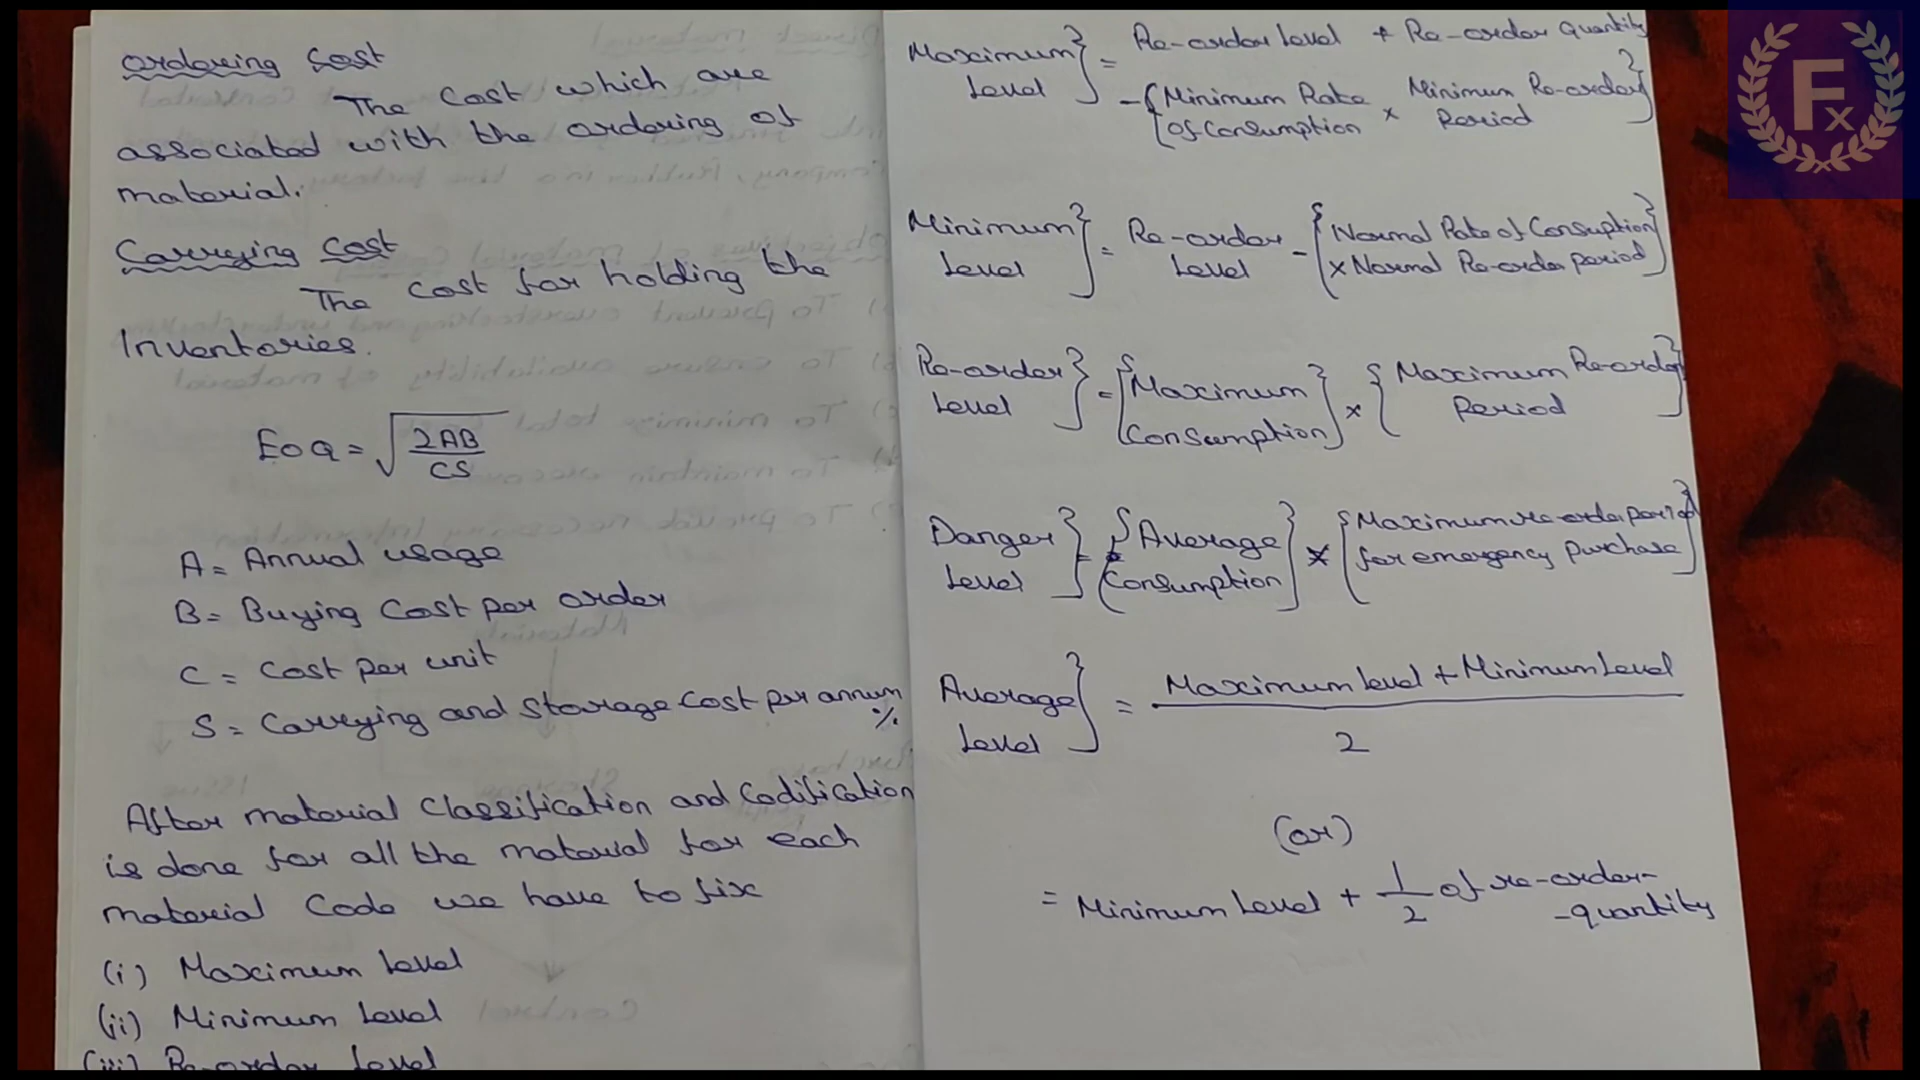 Ordering Cost
The Cost which are
associated with the ordering of
material.
Carrying Cost
The Cost for holding the
Inventories.
EOQ = √2AB/CS
A = Annual usage
B = Buying Cost per order
C = Cost per unit
S = Carrying and Storage Cost per annum %
After material Classification and Codification
is done for all the material for each
material Code we have to fix
(i) Maximum Level
(ii) Minimum Level
(iii) Re-order Level
Maximum Level} = Re-order Level + Re-order Quantity
- {Minimum Rate of Consumption × Minimum Re-order Period}
Minimum Level} = Re-order Level - {Normal Rate of Consuption × Normal Re-order period}
Re-order Level} = {Maximum Consumption} × {Maximum Re-order Period}
Danger Level} = {Average Consumption} × {Maximum re-order period for emergency purchase}
Average Level} = Maximum Level + Minimum Level / 2
(or)
= Minimum Level + 1/2 of re-order-
-quantity
Fx